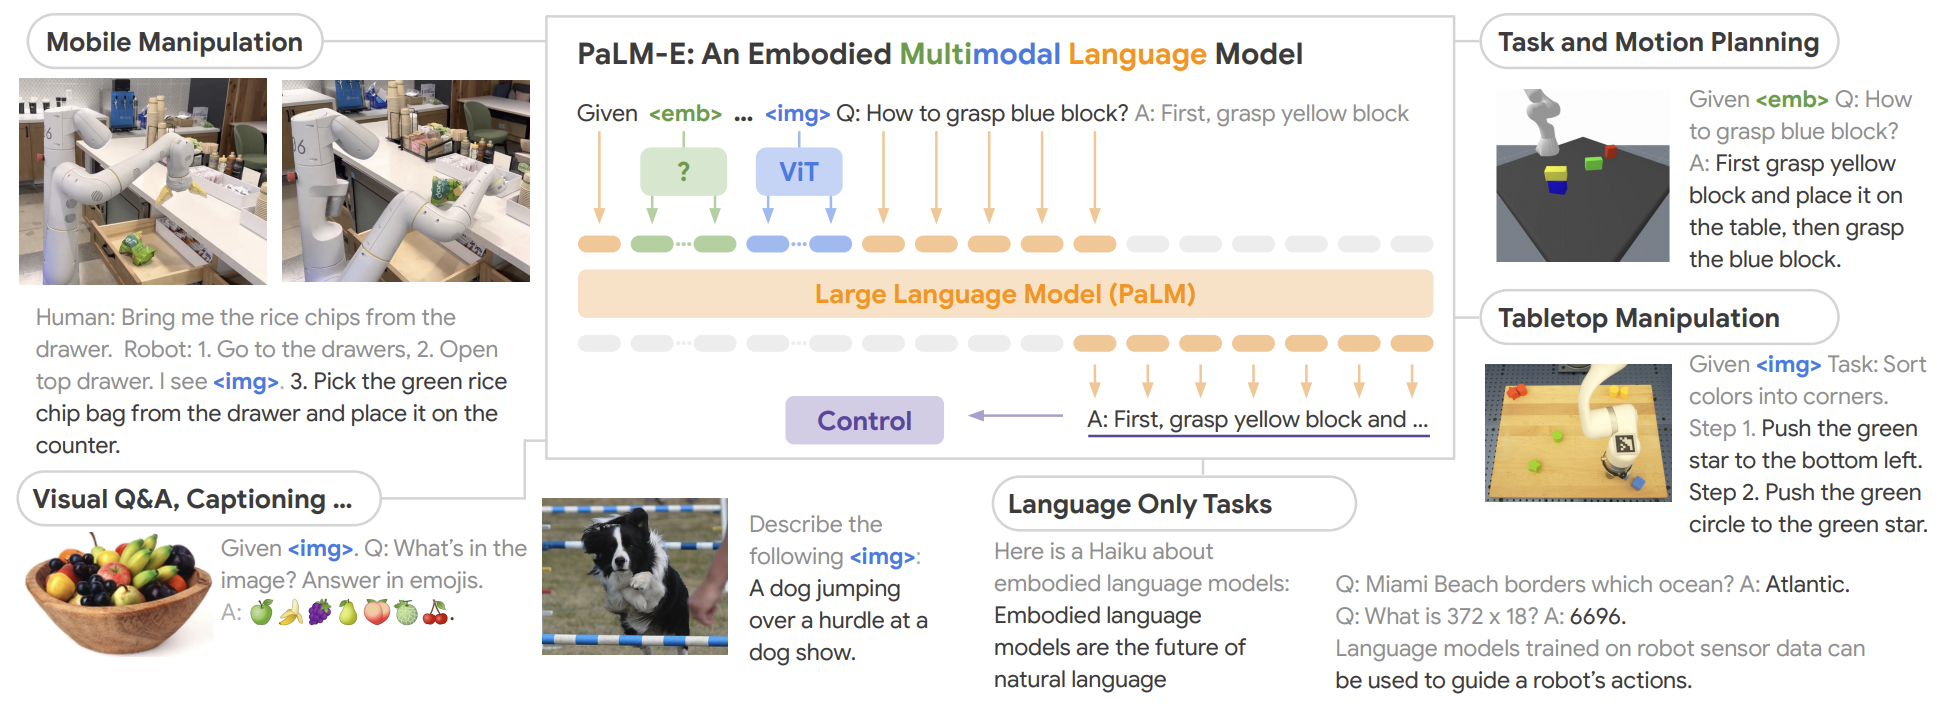 Mobile Manipulation
Human: Bring me the rice chips from the
drawer. Robot: 1. Go to the drawers, 2. Open
top drawer. I see <img>. 3. Pick the green rice
chip bag from the drawer and place it on the
counter.
Visual Q&A, Captioning ...
Given <img>. Q: What's in the
image? Answer in emojis.
A: 🍏🍌🍇🍐🍑🍈🍒.
PaLM-E: An Embodied Multimodal Language Model
Given <emb> ... <img> Q: How to grasp blue block? A: First, grasp yellow block
?
ViT
Large Language Model (PaLM)
Control
A: First, grasp yellow block and ...
Describe the
following <img>:
A dog jumping
over a hurdle at a
dog show.
Language Only Tasks
Here is a Haiku about
embodied language models:
Embodied language
models are the future of
natural language
Q: Miami Beach borders which ocean? A: Atlantic.
Q: What is 372 x 18? A: 6696.
Language models trained on robot sensor data can
be used to guide a robot's actions.
Task and Motion Planning
Given <emb> Q: How
to grasp blue block?
A: First grasp yellow
block and place it on
the table, then grasp
the blue block.
Tabletop Manipulation
Given <img> Task: Sort
colors into corners.
Step 1. Push the green
star to the bottom left.
Step 2. Push the green
circle to the green star.